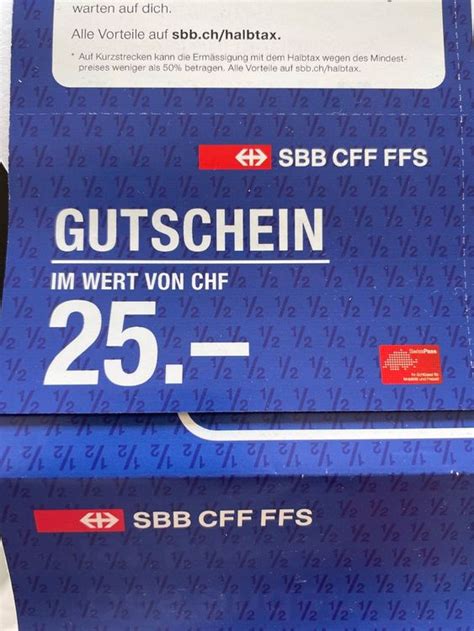 warten auf dich.
Alle Vorteile auf sbb.ch/halbtax.
* Auf Kurzstrecken kann die Ermässigung mit dem Halbtax wegen des Mindest-
preises weniger als 50% betragen. Alle Vorteile auf sbb.ch/halbtax.
SBB CFF FFS
GUTSCHEIN
IM WERT VON CHF
25.–
SwissPass
SBB CFF FFS